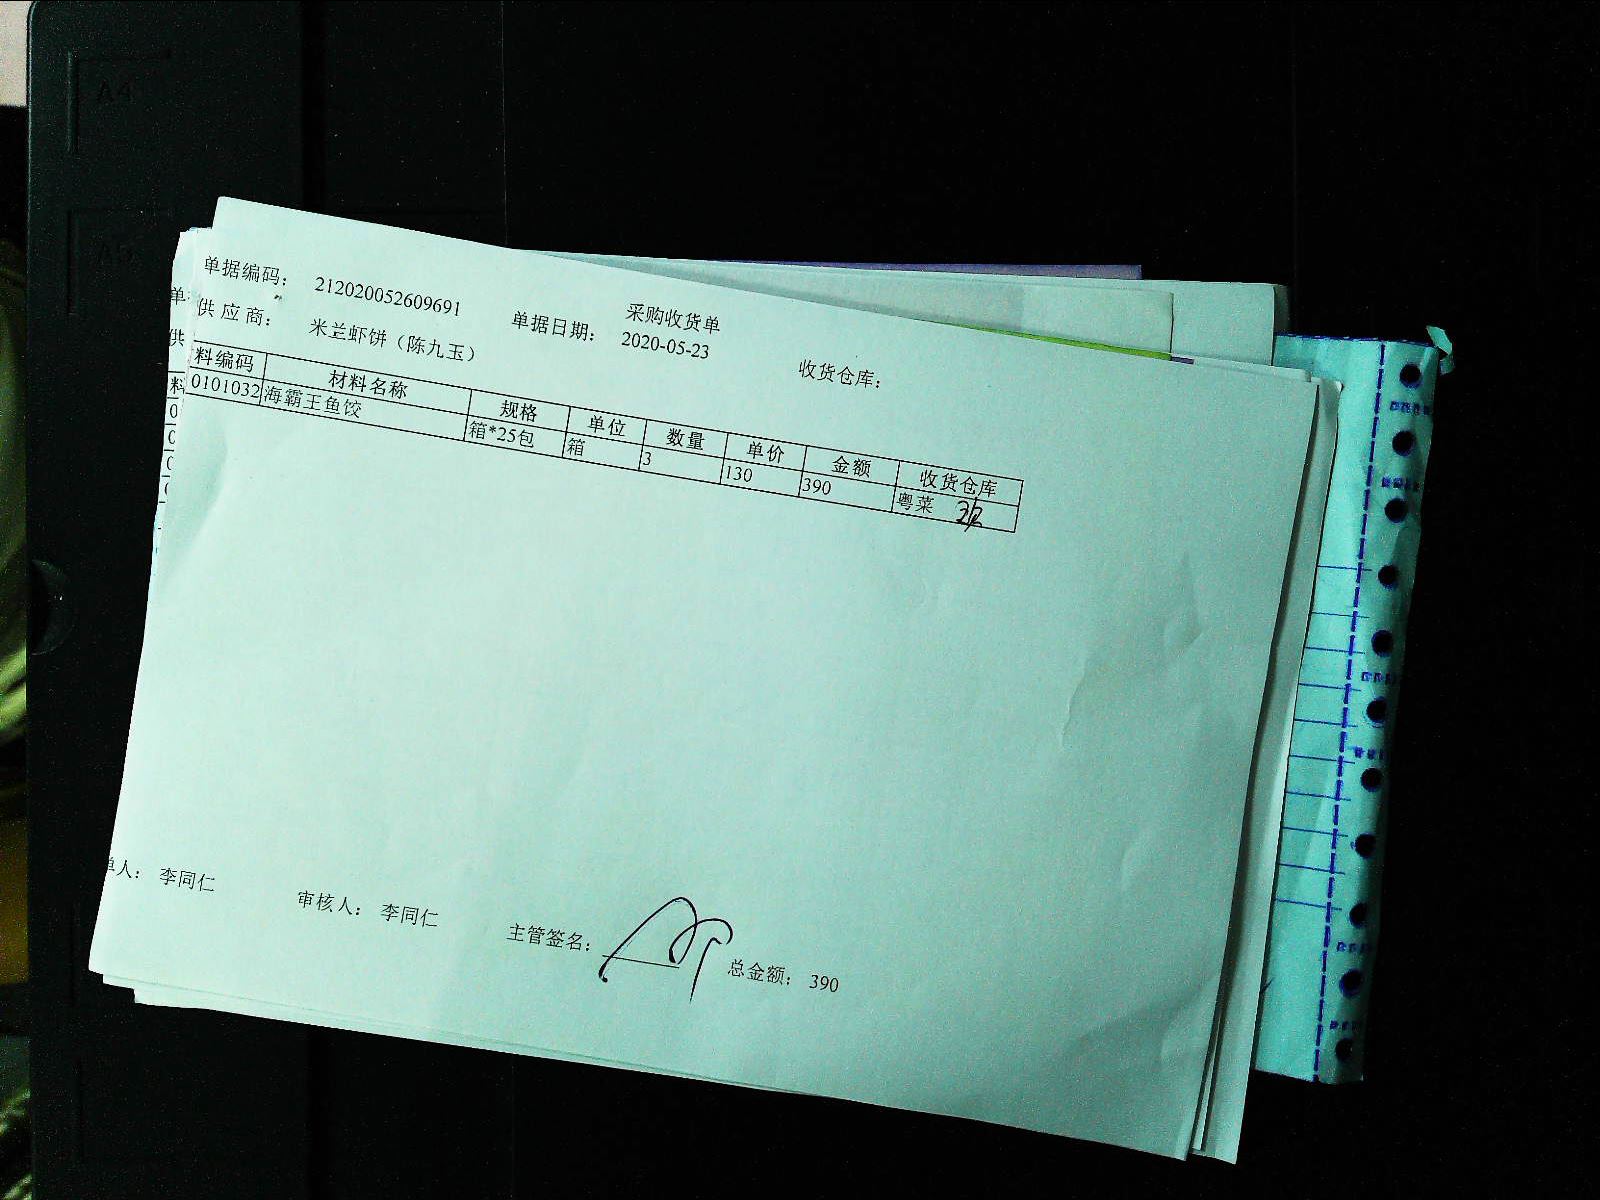 采购收货单
单据编码： 212020052609691 单据日期： 2020-05-23
供应商： 米兰虾饼（陈九玉） 收货仓库：
料编码 材料名称 规格 单位 数量 单价 金额 收货仓库
0101032 海霸王鱼饺 箱*25包 箱 3 130 390 粤菜
单人： 李同仁 审核人： 李同仁 主管签名： 总金额： 390